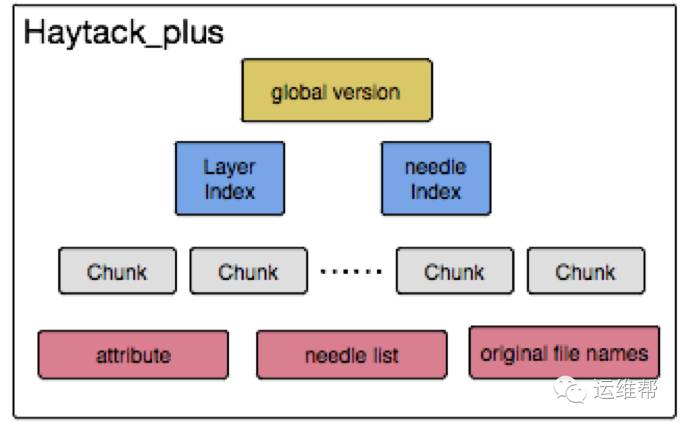 Haytack_plus
global version
Layer
Index
needle
Index
Chunk
Chunk
······
Chunk
Chunk
attribute
needle list
original file names
运维帮